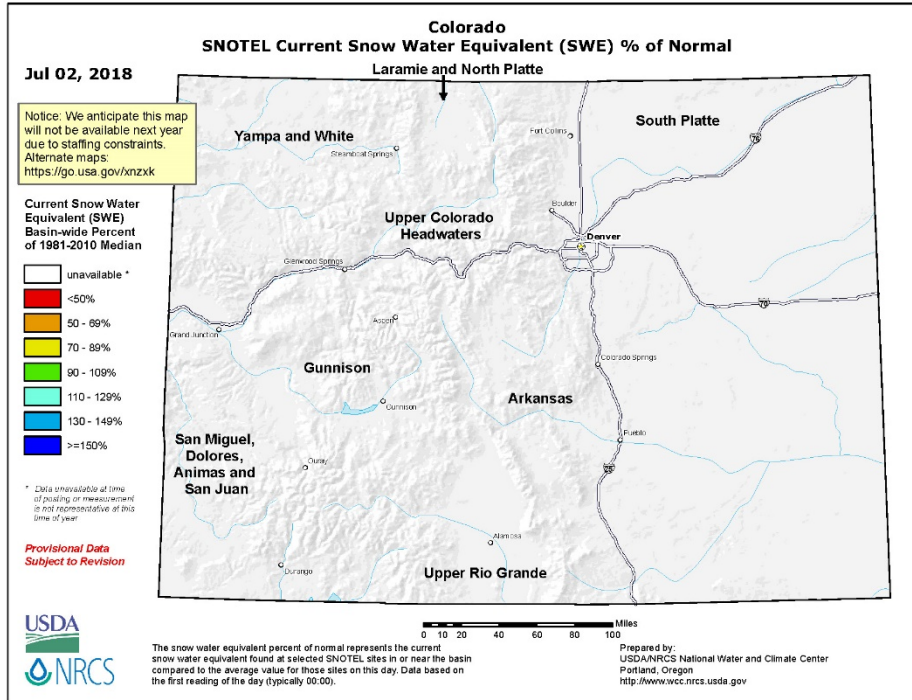 Colorado
SNOTEL Current Snow Water Equivalent (SWE) % of Normal
Jul 02, 2018
Laramie and North Platte
Notice: We anticipate this map
will not be available next year
due to staffing constraints.
Alternate maps:
https://go.usa.gov/xnzxk
Yampa and White
Steamboat Springs
Fort Collins
South Platte
76
Current Snow Water
Equivalent (SWE)
Basin-wide Percent
of 1981-2010 Median
unavailable *
<50%
50 - 69%
70 - 89%
90 - 109%
110 - 129%
130 - 149%
>=150%
Boulder
Upper Colorado
Headwaters
Denver
Glenwood Springs
70
Grand Junction
Aspen
Colorado Springs
Gunnison
Gunnison
Arkansas
Pueblo
San Miguel,
Dolores,
Animas and
San Juan
Ouray
25
Alamosa
Durango
Upper Rio Grande
* Data unavailable at time
of posting or measurement
is not representative at this
time of year
Provisional Data
Subject to Revision
USDA
NRCS
Miles
0 10 20 40 60 80 100
The snow water equivalent percent of normal represents the current
snow water equivalent found at selected SNOTEL sites in or near the basin
compared to the average value for those sites on this day. Data based on
the first reading of the day (typically 00:00).
Prepared by:
USDA/NRCS National Water and Climate Center
Portland, Oregon
http://www.wcc.nrcs.usda.gov